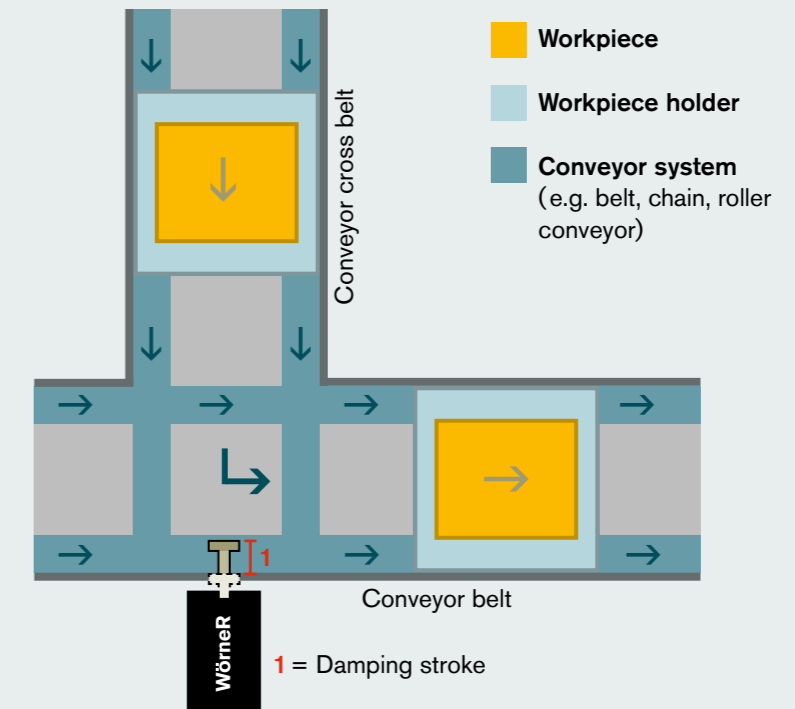 Workpiece
Workpiece holder
Conveyor system
(e.g. belt, chain, roller
conveyor)
Conveyor cross belt
1
Conveyor belt
WörneR
1 = Damping stroke